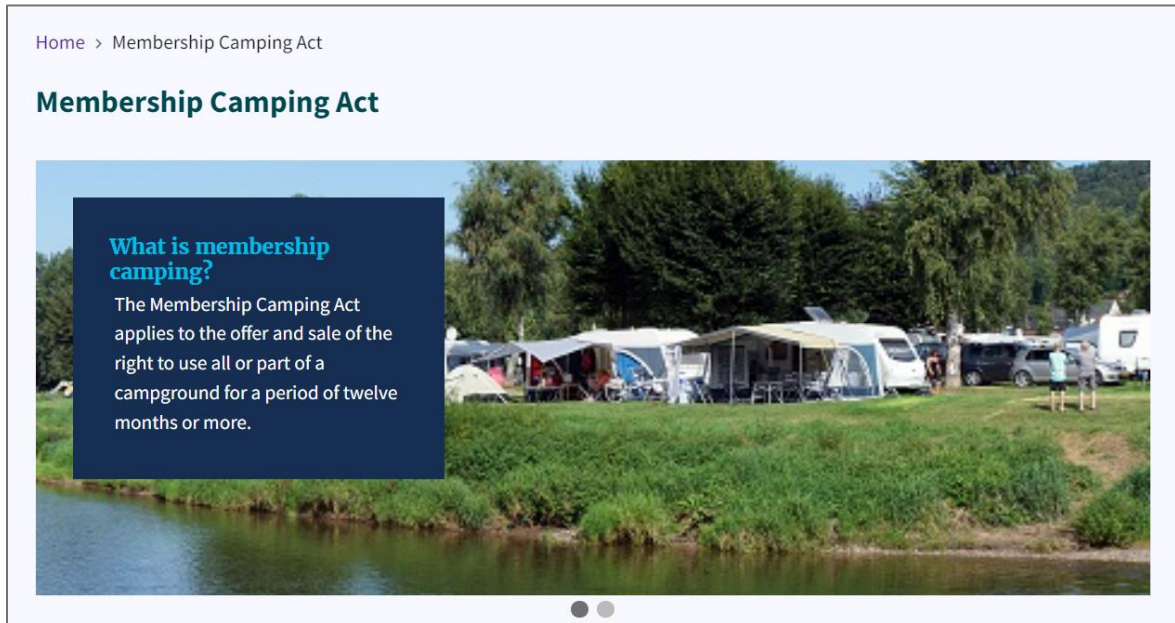 Home > Membership Camping Act
Membership Camping Act
What is membership
camping?
The Membership Camping Act
applies to the offer and sale of the
right to use all or part of a
campground for a period of twelve
months or more.